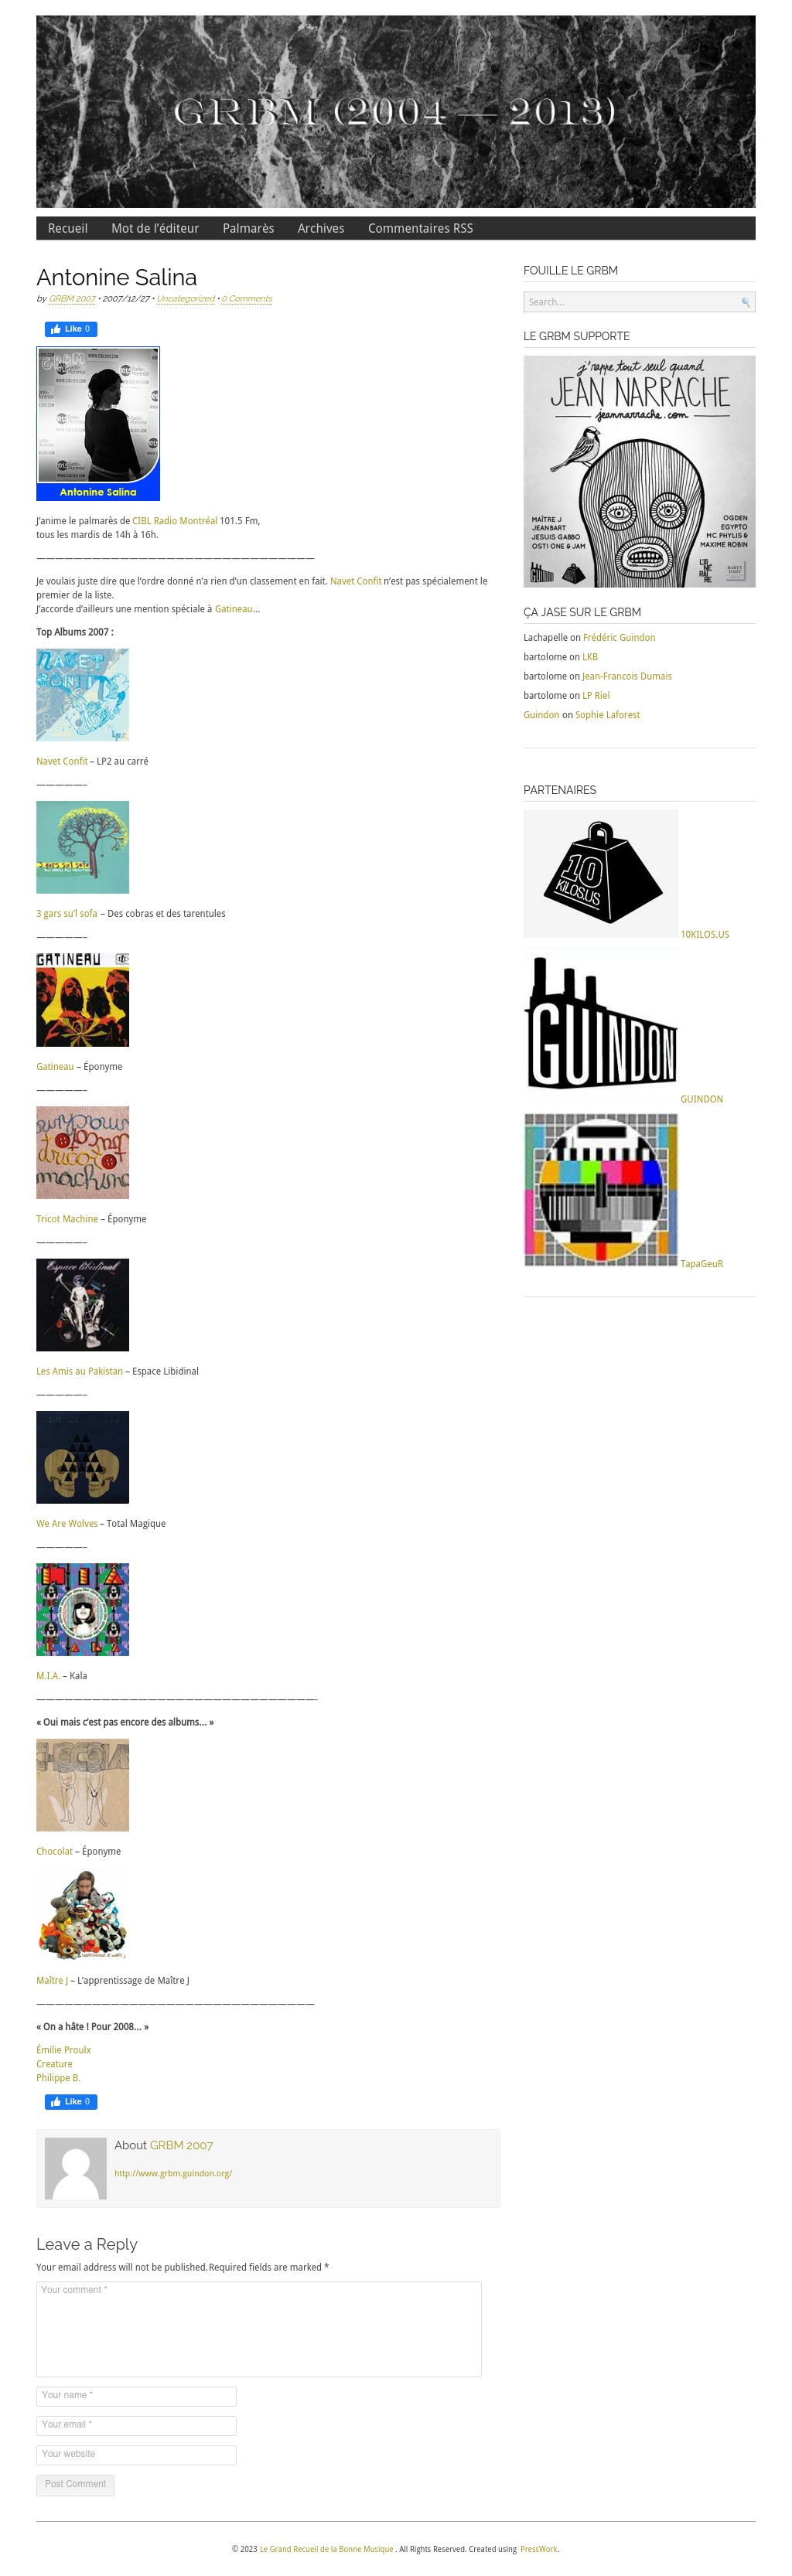 GRBM (2004 — 2013)
Recueil Mot de l’éditeur Palmarès Archives Commentaires RSS
Antonine Salina
by GRBM 2007 • 2007/12/27 • Uncategorized • 0 Comments
Like 0
GRBM
Antonine Salina
J’anime le palmarès de CIBL Radio Montréal 101.5 Fm,
tous les mardis de 14h à 16h.
——————————————————————————————
Je voulais juste dire que l’ordre donné n’a rien d’un classement en fait. Navet Confit n’est pas spécialement le
premier de la liste.
J’accorde d’ailleurs une mention spéciale à Gatineau…
Top Albums 2007 :
NAVET
CONFIT
Navet Confit – LP2 au carré
—————–
3 gars su’l sofa – Des cobras et des tarentules
—————–
GATINEAU
Gatineau – Éponyme
—————–
tricot
machine
Tricot Machine – Éponyme
—————–
Espace libidinal
Les Amis au Pakistan – Espace Libidinal
—————–
We Are Wolves – Total Magique
—————–
M.I.A. – Kala
——————————————————————————————-
« Oui mais c’est pas encore des albums… »
Chocolat – Éponyme
Maître J – L’apprentissage de Maître J
——————————————————————————————
« On a hâte ! Pour 2008… »
Émilie Proulx
Creature
Philippe B.
Like 0
About GRBM 2007
http://www.grbm.guindon.org/
Leave a Reply
Your email address will not be published. Required fields are marked *
Your comment *
Your name *
Your email *
Your website
Post Comment
FOUILLE LE GRBM
Search...
LE GRBM SUPPORTE
j'rappe tout seul quand
JEAN NARRACHE
jeannarrache.com
MAÎTRE J
JEANBART
JESUIS GABBO
OSTI ONE & JAM
OGDEN
EGYPTO
MC PHYLIS &
MAXIME ROBIN
ÇA JASE SUR LE GRBM
Lachapelle on Frédéric Guindon
bartolome on LKB
bartolome on Jean-Francois Dumais
bartolome on LP Riel
Guindon on Sophie Laforest
PARTENAIRES
10
KILOS.US
10KILOS.US
GUINDON
GUINDON
TapaGeuR
© 2023 Le Grand Recueil de la Bonne Musique . All Rights Reserved. Created using PressWork.